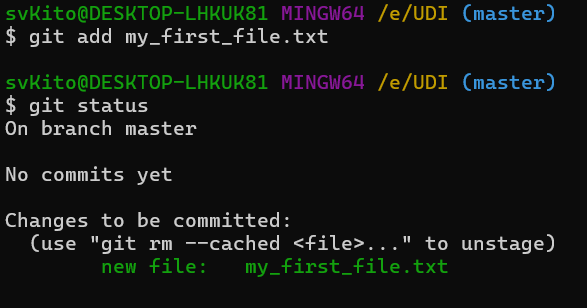 svKito@DESKTOP-LHKUK81 MINGW64 /e/UDI (master)
$ git add my_first_file.txt
svKito@DESKTOP-LHKUK81 MINGW64 /e/UDI (master)
$ git status
On branch master
No commits yet
Changes to be committed:
  (use "git rm --cached <file>..." to unstage)
        new file:   my_first_file.txt